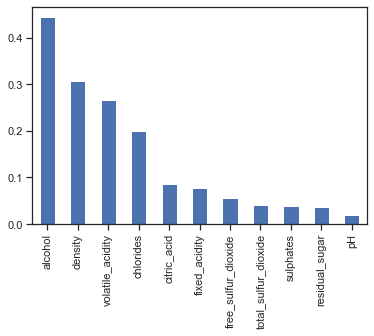 0.4
0.3
0.2
0.1
0.0
alcohol
density
volatile_acidity
chlorides
citric_acid
fixed_acidity
free_sulfur_dioxide
total_sulfur_dioxide
sulphates
residual_sugar
pH